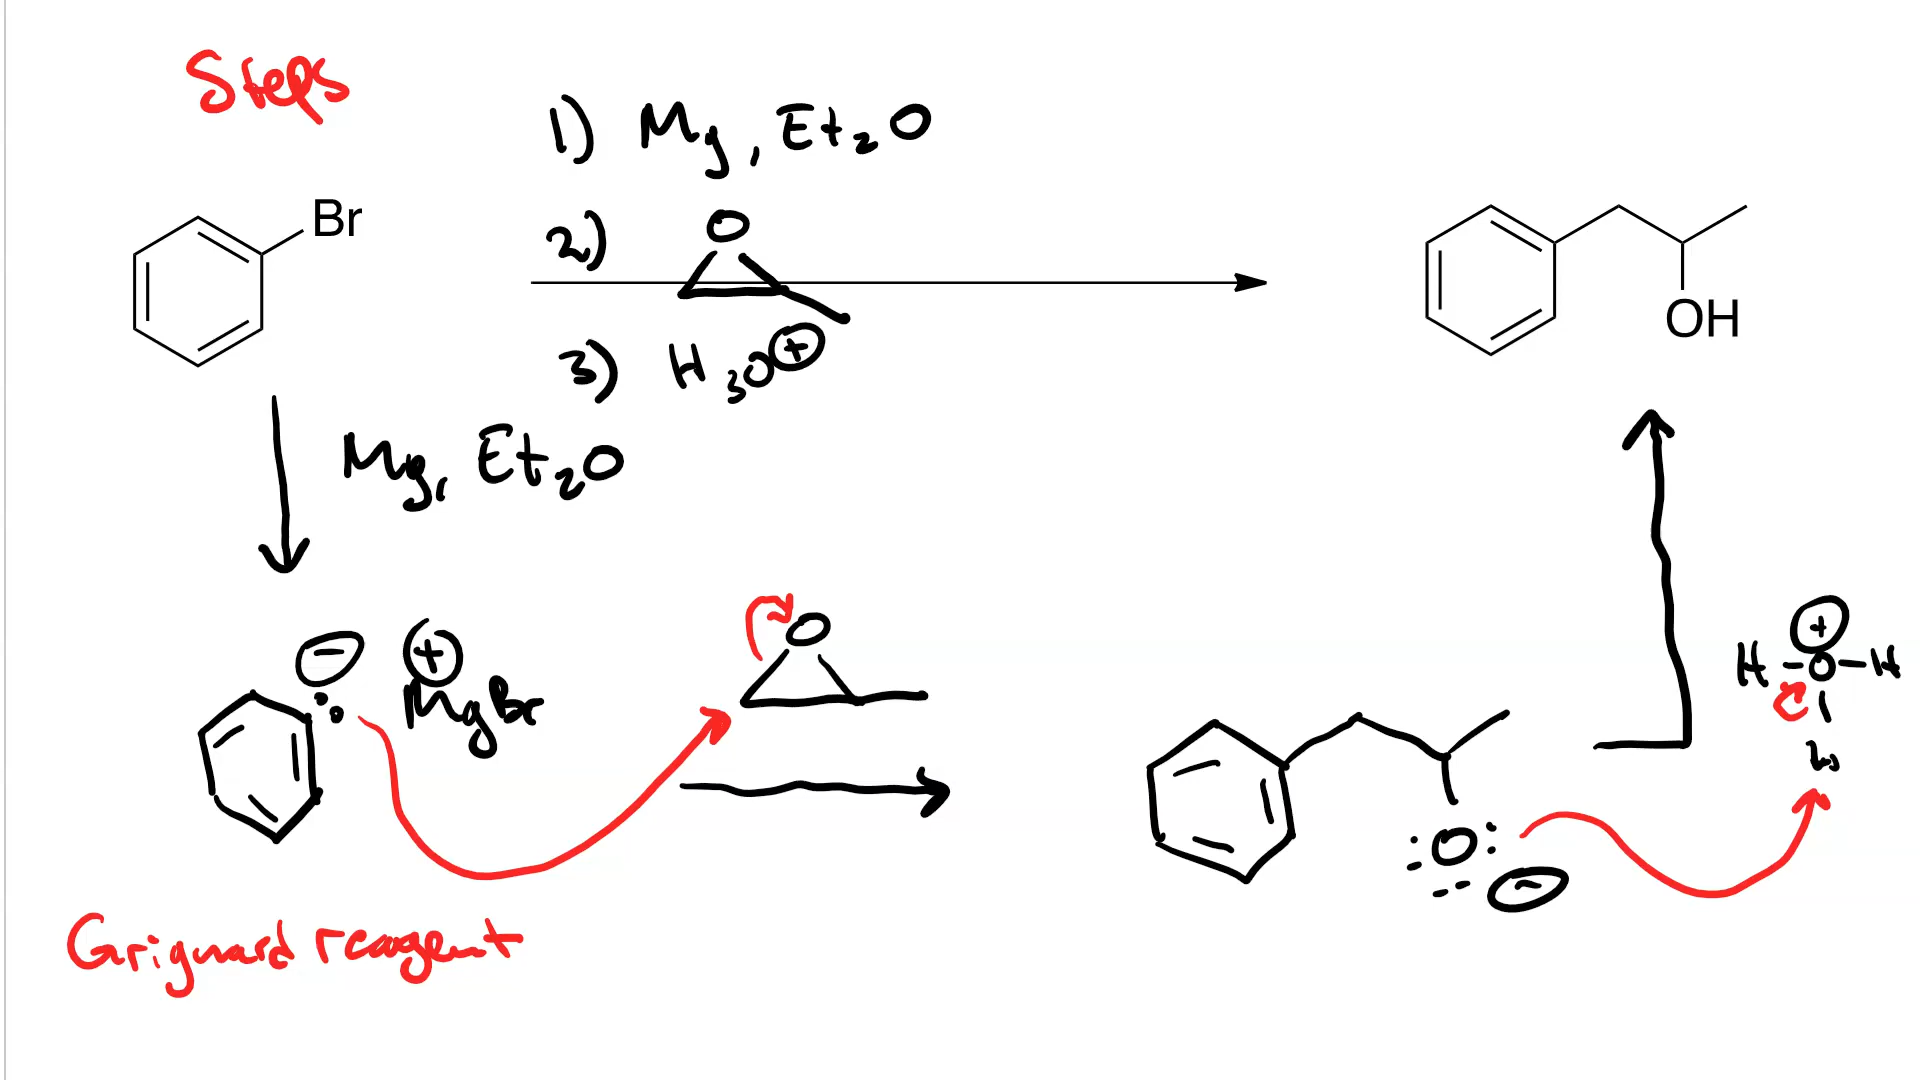 Steps
1) Mg, Et₂O
Br
2) O
3) H₃O⊕
OH
Mg, Et₂O
⊖ ⊕
MgBr
O
⊕
H-O-H
H
:O:
⊖
Grignard reagent